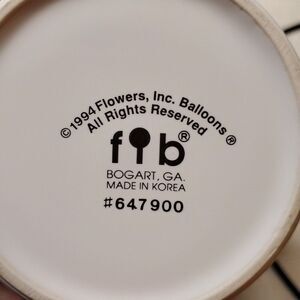 ©1994 Flowers, Inc. Balloons®
All Rights Reserved
fib®
BOGART, GA.
MADE IN KOREA
#647900